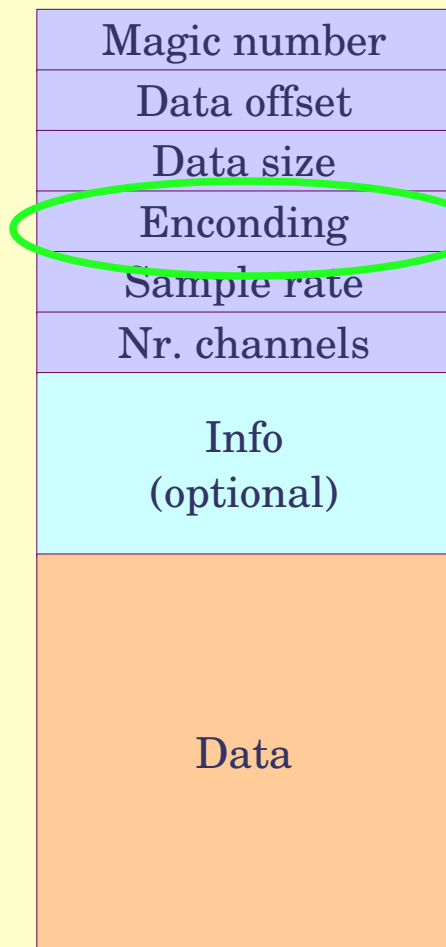 Magic number
Data offset
Data size
Enconding
Sample rate
Nr. channels
Info
(optional)
Data